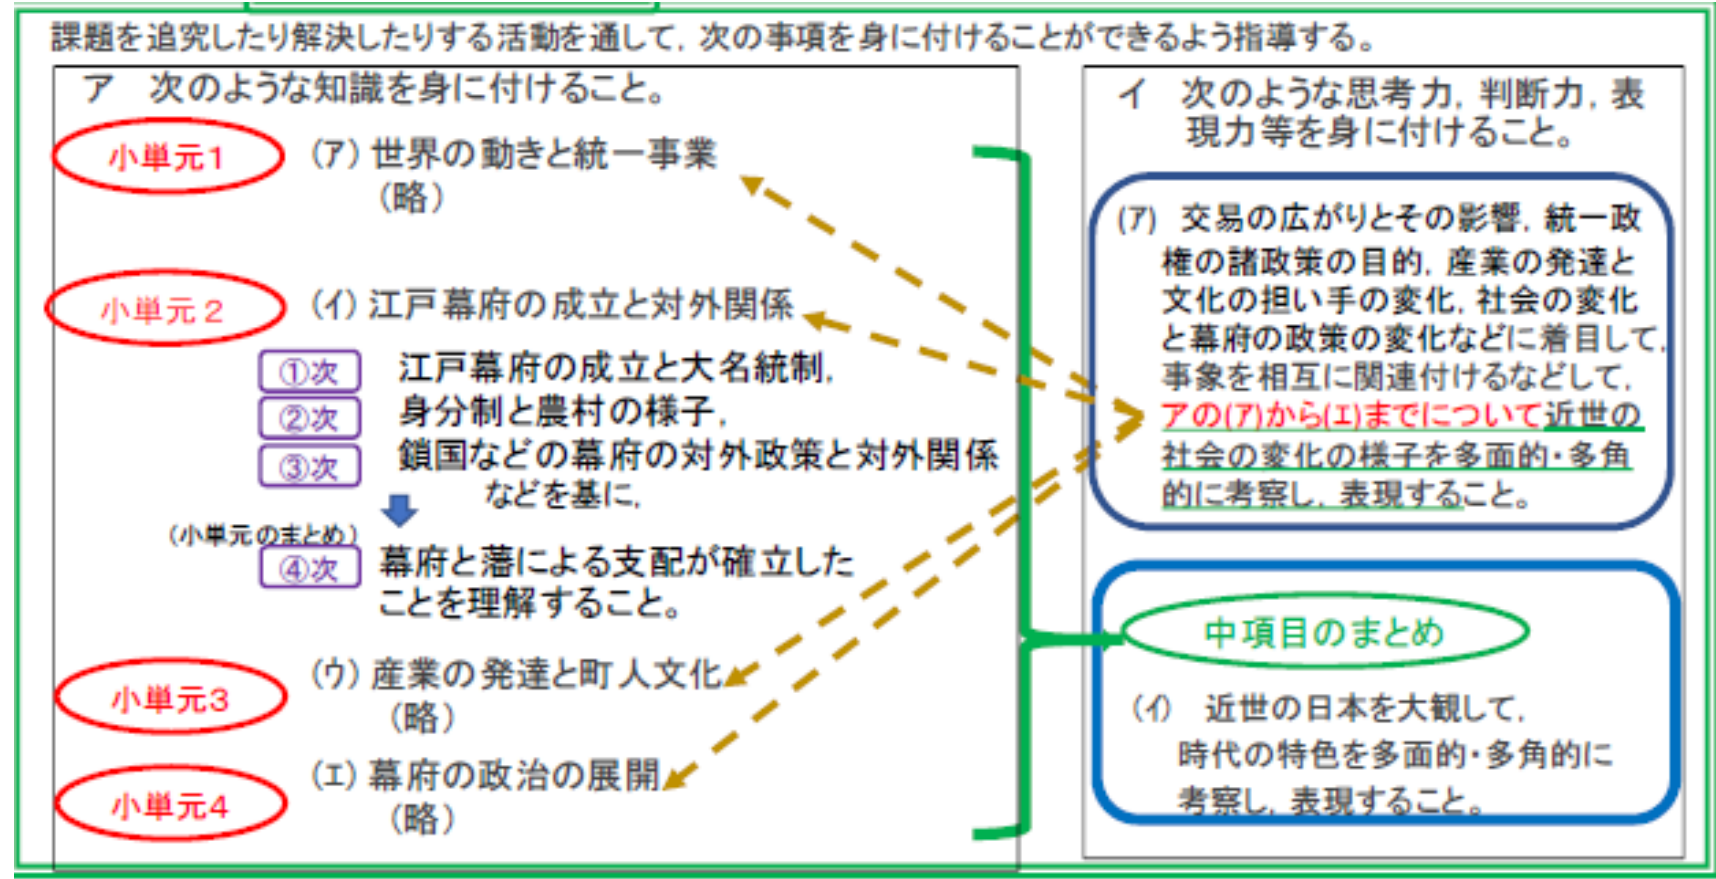 課題を追究したり解決したりする活動を通して，次の事項を身に付けることができるよう指導する。
ア　次のような知識を身に付けること。
小単元１　(ア) 世界の動きと統一事業
（略）
小単元２　(イ) 江戸幕府の成立と対外関係
①次　江戸幕府の成立と大名統制，
②次　身分制と農村の様子，
③次　鎖国などの幕府の対外政策と対外関係
などを基に，
（小単元のまとめ）
④次　幕府と藩による支配が確立した
ことを理解すること。
小単元３　(ウ) 産業の発達と町人文化
（略）
小単元４　(エ) 幕府の政治の展開
（略）
イ　次のような思考力，判断力，表
現力等を身に付けること。
(ア)　交易の広がりとその影響，統一政
権の諸政策の目的，産業の発達と
文化の担い手の変化，社会の変化
と幕府の政策の変化などに着目して，
事象を相互に関連付けるなどして，
アの(ア)から(エ)までについて近世の
社会の変化の様子を多面的・多角
的に考察し，表現すること。
中項目のまとめ
(イ)　近世の日本を大観して，
時代の特色を多面的・多角的に
考察し，表現すること。